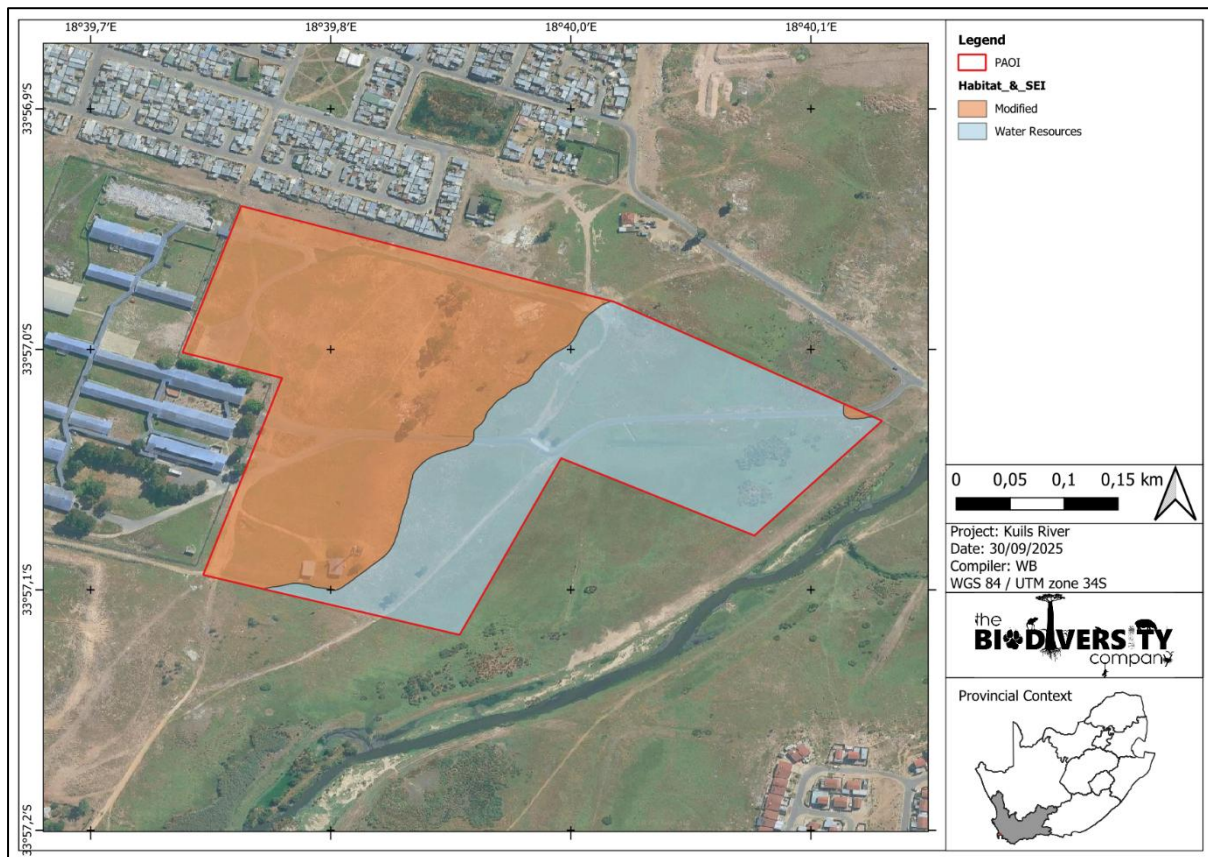 18°39,7'E 18°39,8'E 18°40,0'E 18°40,1'E
33°56,9'S
33°57,0'S
33°57,1'S
33°57,2'S
Legend
PAOI
Habitat_&_SEI
Modified
Water Resources
0 0,05 0,1 0,15 km
Project: Kuils River
Date: 30/09/2025
Compiler: WB
WGS 84 / UTM zone 34S
the
BIODIVERSITY
company
Provincial Context